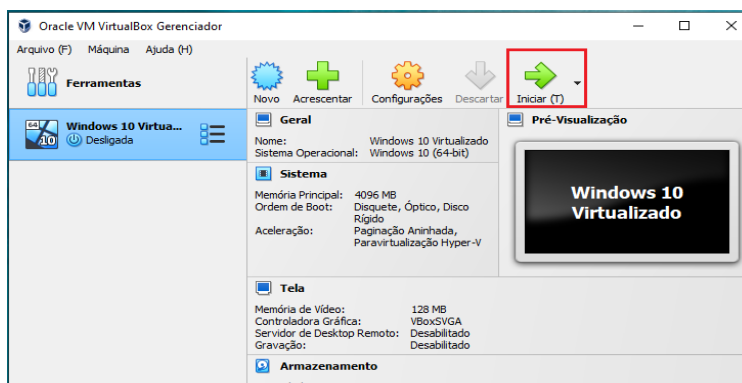 Oracle VM VirtualBox Gerenciador
Arquivo (F) Máquina Ajuda (H)
Ferramentas
Novo Acrescentar Configurações Descartar Iniciar (T)
64
10
Windows 10 Virtua...
Desligada
Geral
Nome: Windows 10 Virtualizado
Sistema Operacional: Windows 10 (64-bit)
Sistema
Memória Principal: 4096 MB
Ordem de Boot: Disquete, Óptico, Disco
Rígido
Aceleração: Paginação Aninhada,
Paravirtualização Hyper-V
Pré-Visualização
Windows 10
Virtualizado
Tela
Memória de Vídeo: 128 MB
Controladora Gráfica: VBoxSVGA
Servidor de Desktop Remoto: Desabilitado
Gravação: Desabilitado
Armazenamento